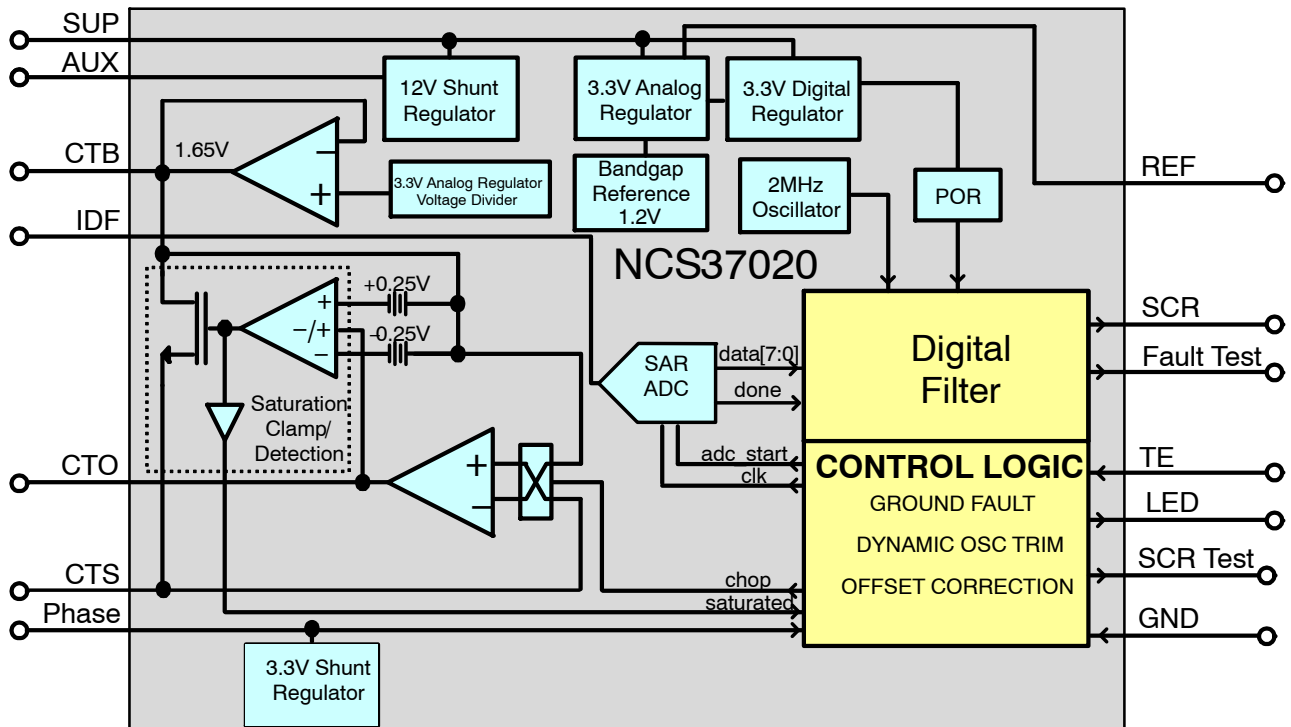 SUP
AUX
CTB
IDF
CTO
CTS
Phase
12V Shunt
Regulator
3.3V Analog
Regulator
3.3V Digital
Regulator
1.65V
−
+
3.3V Analog Regulator
Voltage Divider
Bandgap
Reference
1.2V
2MHz
Oscillator
POR
REF
NCS37020
+0.25V
+
−/+
−0.25V
−
Saturation
Clamp/
Detection
SAR
ADC
data[7:0]
done
Digital
Filter
SCR
Fault Test
+
−
adc_start
clk
CONTROL LOGIC
GROUND FAULT
DYNAMIC OSC TRIM
OFFSET CORRECTION
TE
LED
SCR Test
GND
chop
saturated
3.3V Shunt
Regulator